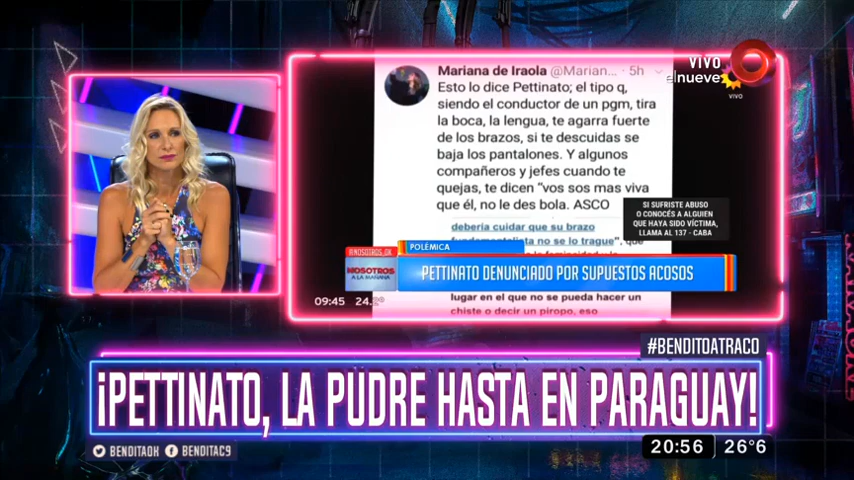 VIVO
elnueve
VIVO
Mariana de Iraola @Marian... · 5h
Esto lo dice Pettinato; el tipo q,
siendo el conductor de un pgm, tira
la boca, la lengua, te agarra fuerte
de los brazos, si te descuidas se
baja los pantalones. Y algunos
compañeros y jefes cuando te
quejas, te dicen "vos sos mas viva
que él, no le des bola. ASCO
SI SUFRISTE ABUSO
O CONOCÉS A ALGUIEN
QUE HAYA SIDO VÍCTIMA,
LLAMA AL 137 - CABA
debería cuidar que su brazo
fundamentalista no se lo trague", que
@NOSOTROS_OK
POLÉMICA
NOSOTROS
A LA MAÑANA
PETTINATO DENUNCIADO POR SUPUESTOS ACOSOS
lugar en el que no se pueda hacer un
chiste o decir un piropo, eso
09:45
#BENDITOATRACO
¡PETTINATO, LA PUDRE HASTA EN PARAGUAY!
BENDITAOK BENDITAC9
20:56 26°6